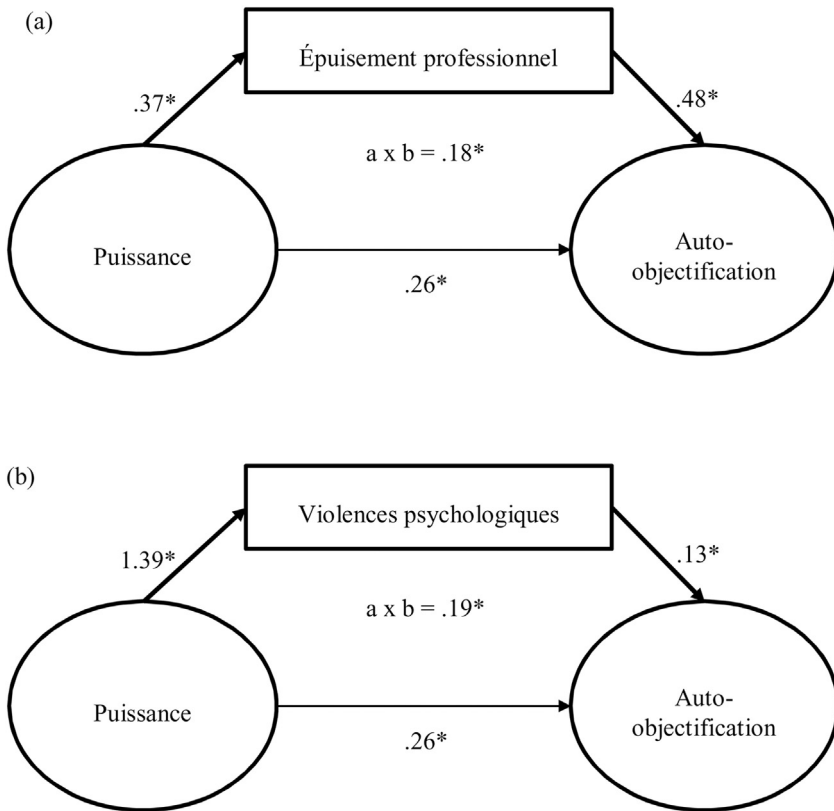 (a)
Épuisement professionnel
.37*
.48*
a x b = .18*
Puissance
Auto-
objectification
.26*
(b)
Violences psychologiques
1.39*
.13*
a x b = .19*
Puissance
Auto-
objectification
.26*